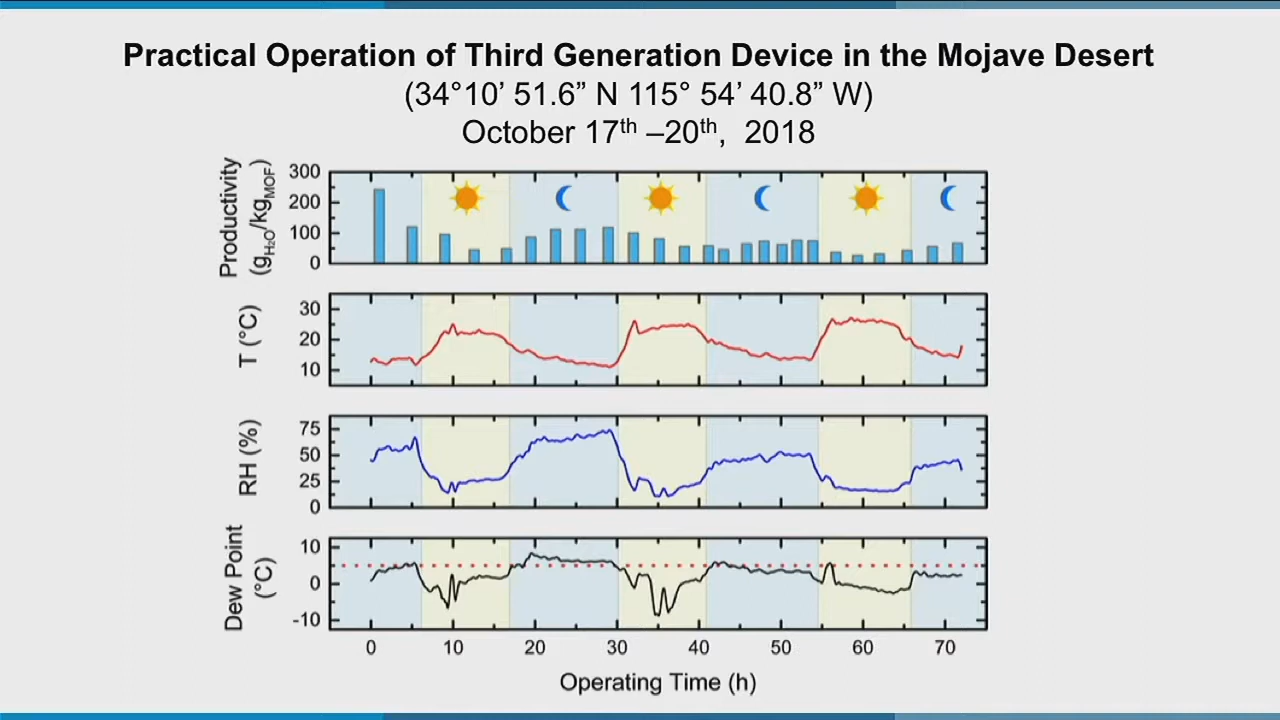 Practical Operation of Third Generation Device in the Mojave Desert
(34°10’ 51.6” N 115° 54’ 40.8” W)
October 17th –20th, 2018
Productivity
(gH₂O/kgMOF)
300
200
100
0
T (°C)
30
20
10
RH (%)
75
50
25
0
Dew Point
(°C)
10
0
-10
0 10 20 30 40 50 60 70
Operating Time (h)